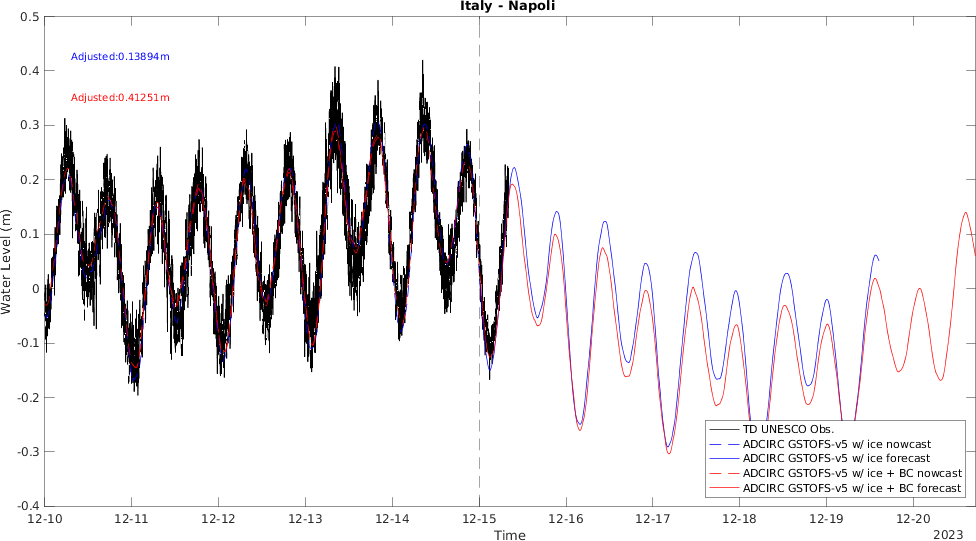 Italy - Napoli
0.5
0.4
0.3
0.2
0.1
0
-0.1
-0.2
-0.3
-0.4
Water Level (m)
Adjusted:0.13894m
Adjusted:0.41251m
TD UNESCO Obs.
ADCIRC GSTOFS-v5 w/ ice nowcast
ADCIRC GSTOFS-v5 w/ ice forecast
ADCIRC GSTOFS-v5 w/ ice + BC nowcast
ADCIRC GSTOFS-v5 w/ ice + BC forecast
12-10 12-11 12-12 12-13 12-14 12-15 12-16 12-17 12-18 12-19 12-20
Time
2023